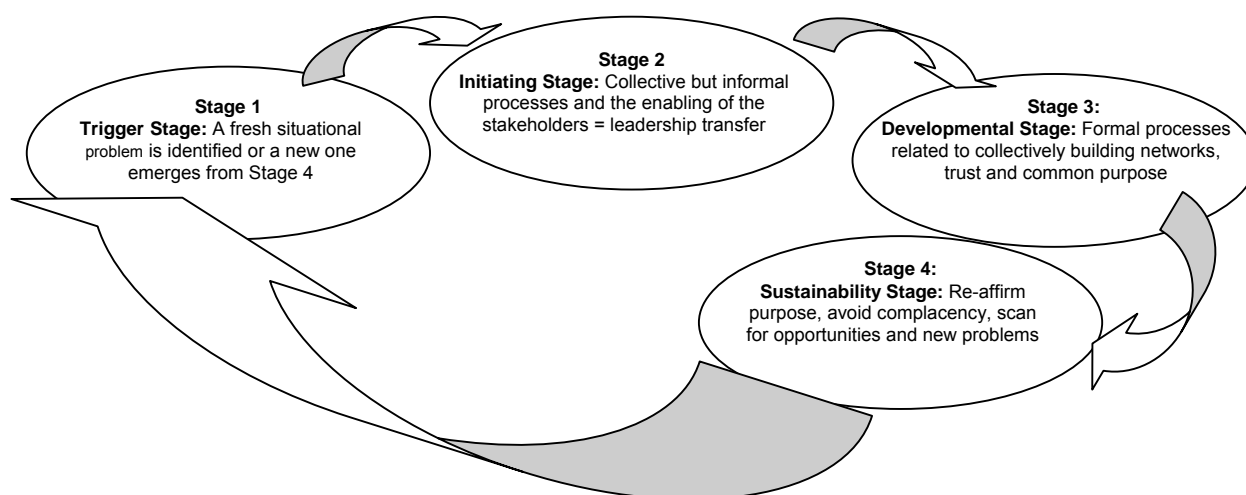 Stage 1
Trigger Stage: A fresh situational
problem is identified or a new one
emerges from Stage 4
Stage 2
Initiating Stage: Collective but informal
processes and the enabling of the
stakeholders = leadership transfer
Stage 3:
Developmental Stage: Formal processes
related to collectively building networks,
trust and common purpose
Stage 4:
Sustainability Stage: Re-affirm
purpose, avoid complacency, scan
for opportunities and new problems